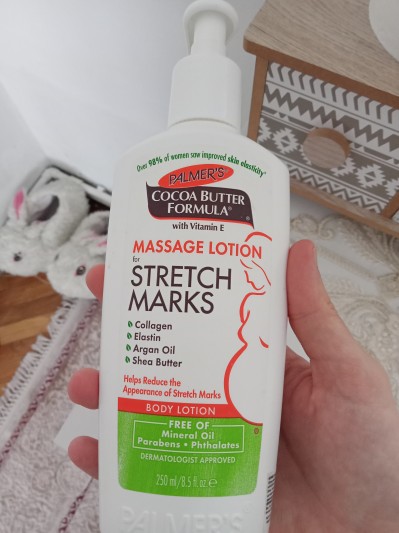 Over 98% of women saw improved skin elasticity*
PALMER'S®
COCOA BUTTER
FORMULA®
with Vitamin E
MASSAGE LOTION
for
STRETCH
MARKS
Collagen
Elastin
Argan Oil
Shea Butter
Helps Reduce the
Appearance of Stretch Marks
BODY LOTION
FREE OF
Mineral Oil
Parabens • Phthalates
DERMATOLOGIST APPROVED
250 ml/8.5 fl. oz. e
PALMER'S